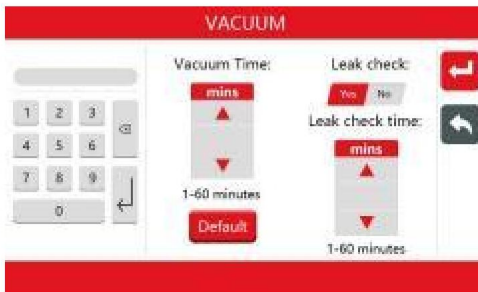 VACUUM
1 2 3
4 5 6
7 8 9
0
Vacuum Time:
mins
1-60 minutes
Default
Leak check:
Yes No
Leak check time:
mins
1-60 minutes